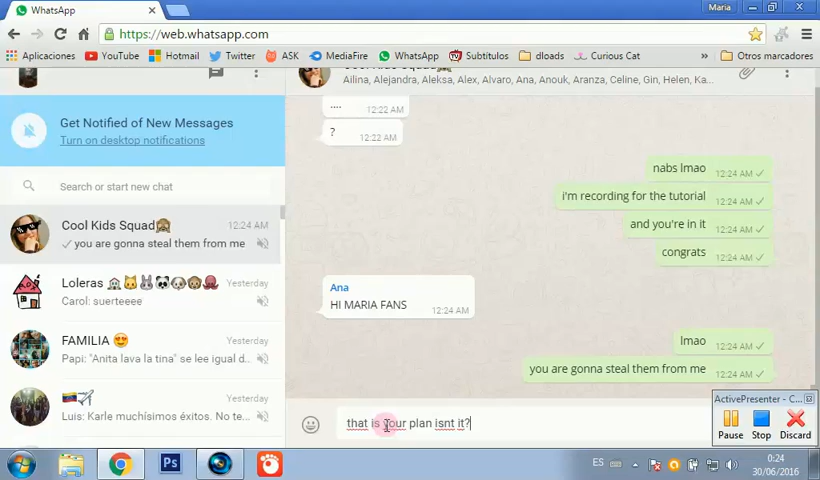 WhatsApp
Maria
https://web.whatsapp.com
Aplicaciones YouTube Hotmail Twitter ASK MediaFire WhatsApp Subtítulos dloads Curious Cat » Otros marcadores
Ailina, Alejandra, Aleksa, Alex, Alvaro, Ana, Anouk, Aranza, Celine, Gin, Helen, Ka...
Get Notified of New Messages
Turn on desktop notifications
Search or start new chat
Cool Kids Squad 12:24 AM
you are gonna steal them from me
Loleras Yesterday
Carol: suerteeee
FAMILIA Yesterday
Papi: "Anita lava la tina" se lee igual d...
Yesterday
Luis: Karle muchísimos éxitos. No te...
.... 12:22 AM
? 12:22 AM
nabs lmao 12:24 AM
i'm recording for the tutorial 12:24 AM
and you're in it 12:24 AM
congrats 12:24 AM
Ana
HI MARIA FANS 12:24 AM
lmao 12:24 AM
you are gonna steal them from me 12:24 AM
that is your plan isnt it?
ActivePresenter - C...
Pause Stop Discard
Ps
ES
0:24
30/06/2016